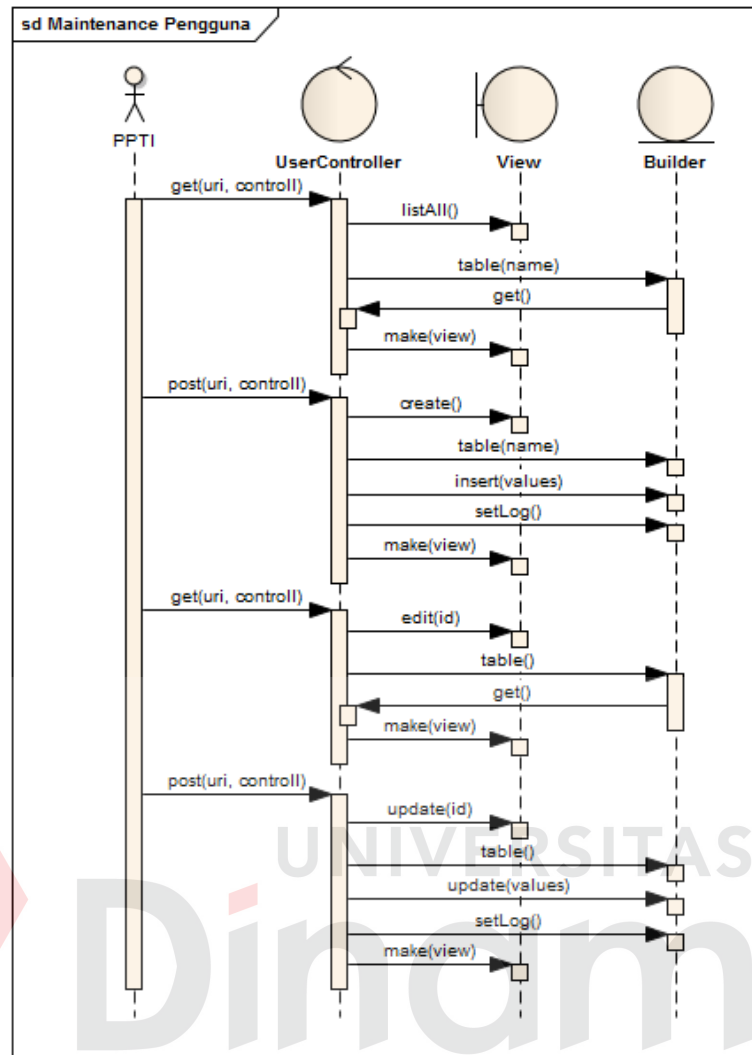 sd Maintenance Pengguna
PPTI
UserController
View
Builder
get(uri, controll)
listAll()
table(name)
get()
make(view)
post(uri, controll)
create()
table(name)
insert(values)
setLog()
make(view)
get(uri, controll)
edit(id)
table()
get()
make(view)
post(uri, controll)
update(id)
UNIVERSITAS
table()
update(values)
setLog()
make(view)
Dinam